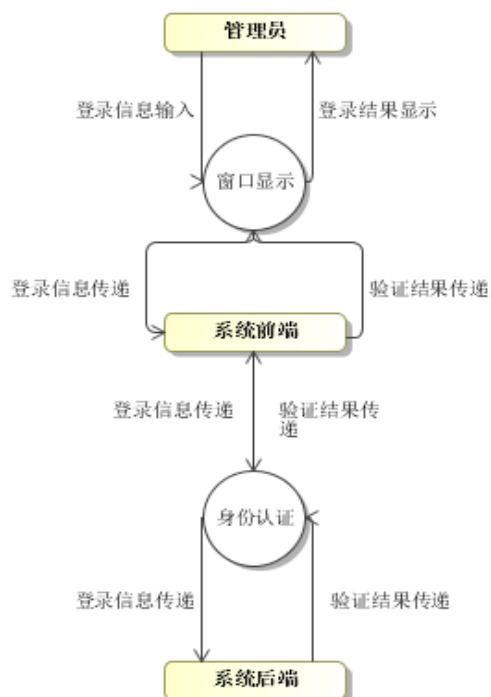 管理员
登录信息输入
登录结果显示
窗口显示
登录信息传递
验证结果传递
系统前端
登录信息传递
验证结果传
递
身份认证
登录信息传递
验证结果传递
系统后端